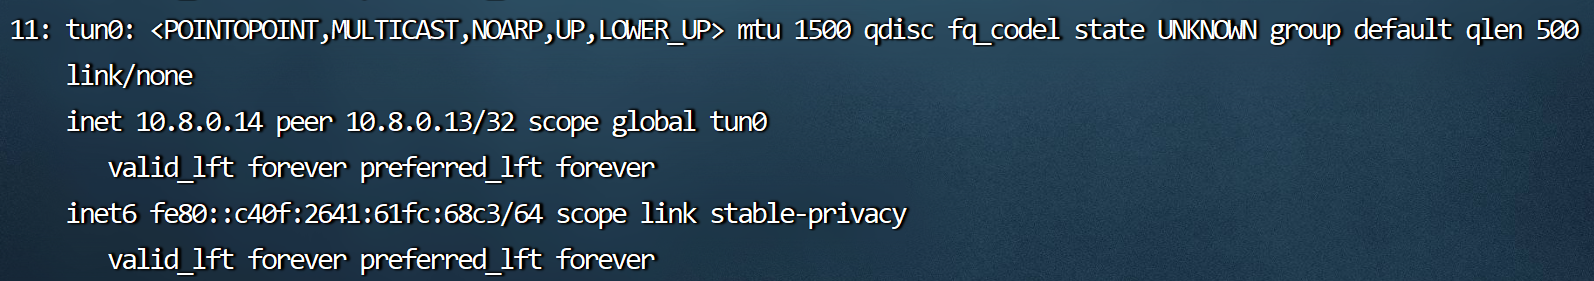 11: tun0: <POINTOPOINT,MULTICAST,NOARP,UP,LOWER_UP> mtu 1500 qdisc fq_codel state UNKNOWN group default qlen 500
link/none
inet 10.8.0.14 peer 10.8.0.13/32 scope global tun0
valid_lft forever preferred_lft forever
inet6 fe80::c40f:2641:61fc:68c3/64 scope link stable-privacy
valid_lft forever preferred_lft forever